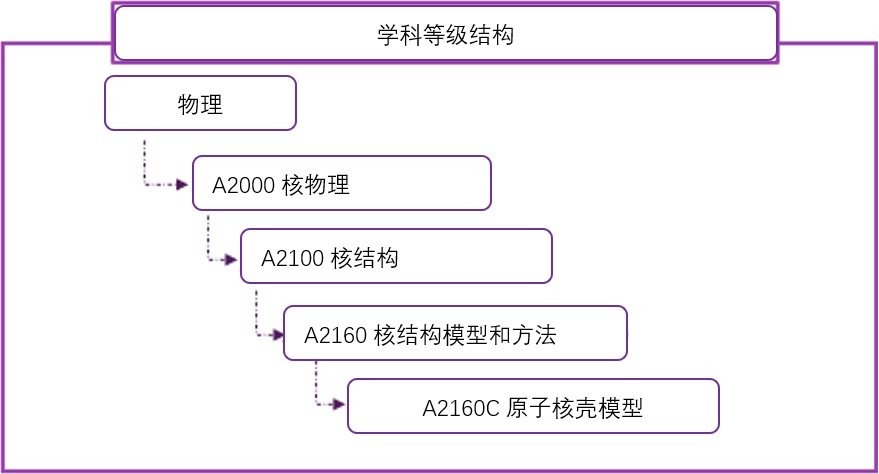 学科等级结构
物理
A2000 核物理
A2100 核结构
A2160 核结构模型和方法
A2160C 原子核壳模型